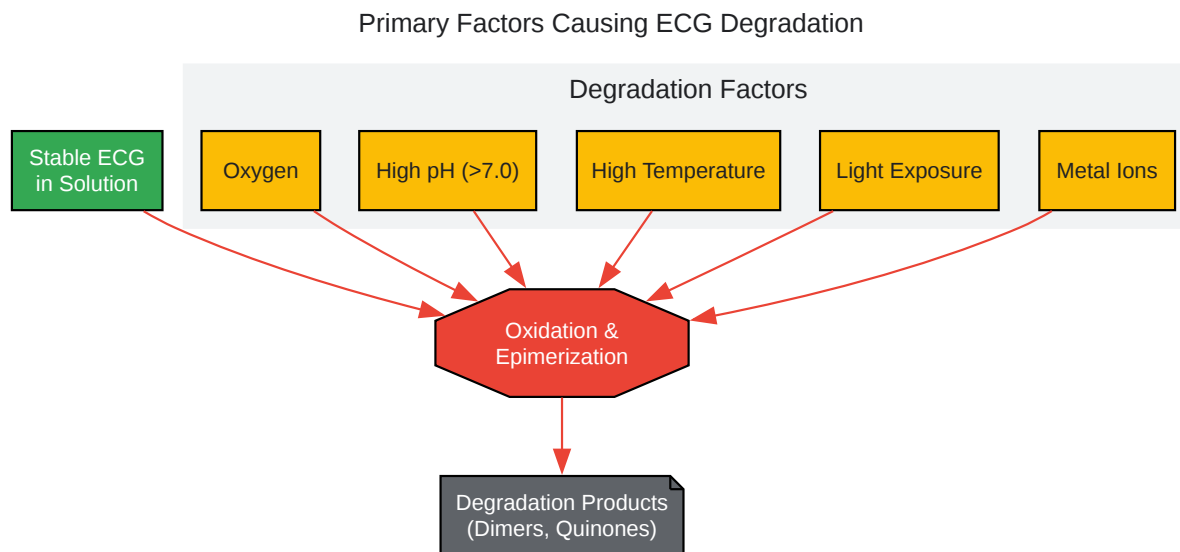 Primary Factors Causing ECG Degradation
Degradation Factors
Stable ECG
in Solution
Oxygen
High pH (>7.0)
High Temperature
Light Exposure
Metal Ions
Oxidation &
Epimerization
Degradation Products
(Dimers, Quinones)